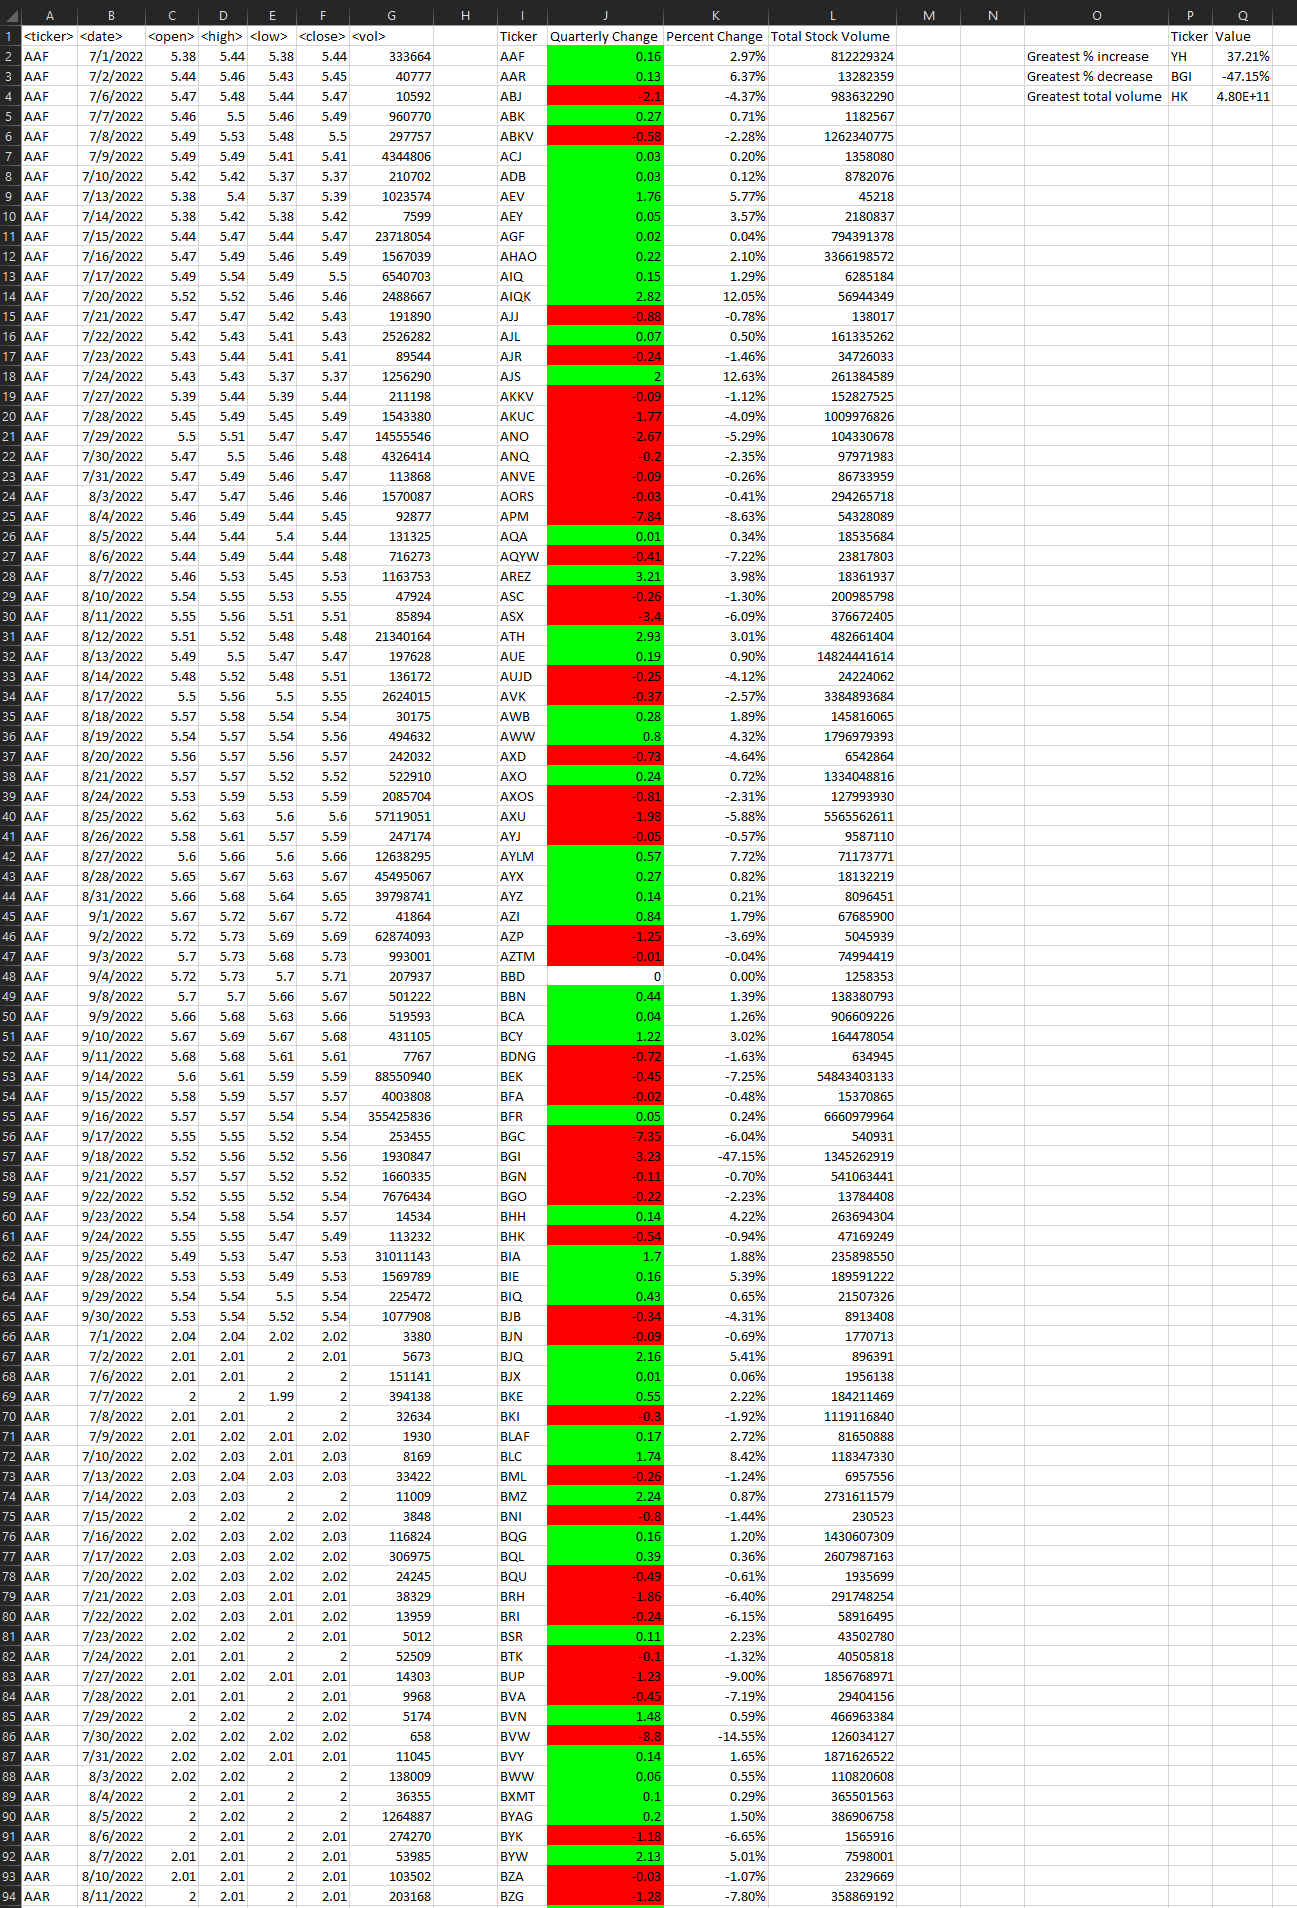 A B C D E F G H I J K L M N O P Q
1 <ticker> <date> <open> <high> <low> <close> <vol> Ticker Quarterly Change Percent Change Total Stock Volume Ticker Value
2 AAF 7/1/2022 5.38 5.44 5.38 5.44 333664 AAF 0.16 2.97% 812229324 Greatest % increase YH 37.21%
3 AAF 7/2/2022 5.44 5.46 5.43 5.45 40777 AAR 0.13 6.37% 13282359 Greatest % decrease BGI -47.15%
4 AAF 7/6/2022 5.47 5.48 5.44 5.47 10592 ABJ -2.1 -4.37% 983632290 Greatest total volume HK 4.80E+11
5 AAF 7/7/2022 5.46 5.5 5.46 5.49 960770 ABK 0.27 0.71% 1182567
6 AAF 7/8/2022 5.49 5.53 5.48 5.5 297757 ABKV -0.58 -2.28% 1262340775
7 AAF 7/9/2022 5.49 5.49 5.41 5.41 4344806 ACJ 0.03 0.20% 1358080
8 AAF 7/10/2022 5.42 5.42 5.37 5.37 210702 ADB 0.03 0.12% 8782076
9 AAF 7/13/2022 5.38 5.4 5.37 5.39 1023574 AEV 1.76 5.77% 45218
10 AAF 7/14/2022 5.38 5.42 5.38 5.42 7599 AEY 0.05 3.57% 2180837
11 AAF 7/15/2022 5.44 5.47 5.44 5.47 23718054 AGF 0.02 0.04% 794391378
12 AAF 7/16/2022 5.47 5.49 5.46 5.49 1567039 AHAO 0.22 2.10% 3366198572
13 AAF 7/17/2022 5.49 5.54 5.49 5.5 6540703 AIQ 0.15 1.29% 6285184
14 AAF 7/20/2022 5.52 5.52 5.46 5.46 2488667 AIQK 2.82 12.05% 56944349
15 AAF 7/21/2022 5.47 5.47 5.42 5.43 191890 AJJ -0.88 -0.78% 138017
16 AAF 7/22/2022 5.42 5.43 5.41 5.43 2526282 AJL 0.07 0.50% 161335262
17 AAF 7/23/2022 5.43 5.44 5.41 5.41 89544 AJR -0.24 -1.46% 34726033
18 AAF 7/24/2022 5.43 5.43 5.37 5.37 1256290 AJS 2 12.63% 261384589
19 AAF 7/27/2022 5.39 5.44 5.39 5.44 211198 AKKV -0.09 -1.12% 152827525
20 AAF 7/28/2022 5.45 5.49 5.45 5.49 1543380 AKUC -1.77 -4.09% 1009976826
21 AAF 7/29/2022 5.5 5.51 5.47 5.47 14555546 ANO -2.67 -5.29% 104330678
22 AAF 7/30/2022 5.47 5.5 5.46 5.48 4326414 ANQ -0.2 -2.35% 97971983
23 AAF 7/31/2022 5.47 5.49 5.46 5.47 113868 ANVE -0.09 -0.26% 86733959
24 AAF 8/3/2022 5.47 5.47 5.46 5.46 1570087 AORS -0.03 -0.41% 294265718
25 AAF 8/4/2022 5.46 5.49 5.44 5.45 92877 APM -7.84 -8.63% 54328089
26 AAF 8/5/2022 5.44 5.44 5.4 5.44 131325 AQA 0.01 0.34% 18535684
27 AAF 8/6/2022 5.44 5.49 5.44 5.48 716273 AQYW -0.41 -7.22% 23817803
28 AAF 8/7/2022 5.46 5.53 5.45 5.53 1163753 AREZ 3.21 3.98% 18361937
29 AAF 8/10/2022 5.54 5.55 5.53 5.55 47924 ASC -0.26 -1.30% 200985798
30 AAF 8/11/2022 5.55 5.56 5.51 5.51 85894 ASX -3.4 -6.09% 376672405
31 AAF 8/12/2022 5.51 5.52 5.48 5.48 21340164 ATH 2.93 3.01% 482661404
32 AAF 8/13/2022 5.49 5.5 5.47 5.47 197628 AUE 0.19 0.90% 14824441614
33 AAF 8/14/2022 5.48 5.52 5.48 5.51 136172 AUJD -0.25 -4.12% 24224062
34 AAF 8/17/2022 5.5 5.56 5.5 5.55 2624015 AVK -0.37 -2.57% 3384893684
35 AAF 8/18/2022 5.57 5.58 5.54 5.54 30175 AWB 0.28 1.89% 145816065
36 AAF 8/19/2022 5.54 5.57 5.54 5.56 494632 AWW 0.8 4.32% 1796979393
37 AAF 8/20/2022 5.56 5.57 5.56 5.57 242032 AXD -0.73 -4.64% 6542864
38 AAF 8/21/2022 5.57 5.57 5.52 5.52 522910 AXO 0.24 0.72% 1334048816
39 AAF 8/24/2022 5.53 5.59 5.53 5.59 2085704 AXOS -0.81 -2.31% 127993930
40 AAF 8/25/2022 5.62 5.63 5.6 5.6 57119051 AXU -1.98 -5.88% 5565562611
41 AAF 8/26/2022 5.58 5.61 5.57 5.59 247174 AYJ -0.05 -0.57% 9587110
42 AAF 8/27/2022 5.6 5.66 5.6 5.66 12638295 AYLM 0.57 7.72% 71173771
43 AAF 8/28/2022 5.65 5.67 5.63 5.67 45495067 AYX 0.27 0.82% 18132219
44 AAF 8/31/2022 5.66 5.68 5.64 5.65 39798741 AYZ 0.14 0.21% 8096451
45 AAF 9/1/2022 5.67 5.72 5.67 5.72 41864 AZI 0.84 1.79% 67685900
46 AAF 9/2/2022 5.72 5.73 5.69 5.69 62874093 AZP -1.25 -3.69% 5045939
47 AAF 9/3/2022 5.7 5.73 5.68 5.73 993001 AZTM -0.01 -0.04% 74994419
48 AAF 9/4/2022 5.72 5.73 5.7 5.71 207937 BBD 0 0.00% 1258353
49 AAF 9/8/2022 5.7 5.7 5.66 5.67 501222 BBN 0.44 1.39% 138380793
50 AAF 9/9/2022 5.66 5.68 5.63 5.66 519593 BCA 0.04 1.26% 906609226
51 AAF 9/10/2022 5.67 5.69 5.67 5.68 431105 BCY 1.22 3.02% 164478054
52 AAF 9/11/2022 5.68 5.68 5.61 5.61 7767 BDNG -0.72 -1.63% 634945
53 AAF 9/14/2022 5.6 5.61 5.59 5.59 88550940 BEK -0.45 -7.25% 54843403133
54 AAF 9/15/2022 5.58 5.59 5.57 5.57 4003808 BFA -0.02 -0.48% 15370865
55 AAF 9/16/2022 5.57 5.57 5.54 5.54 355425836 BFR 0.05 0.24% 6660979964
56 AAF 9/17/2022 5.55 5.55 5.52 5.54 253455 BGC -7.35 -6.04% 540931
57 AAF 9/18/2022 5.52 5.56 5.52 5.56 1930847 BGI -3.23 -47.15% 1345262919
58 AAF 9/21/2022 5.57 5.57 5.52 5.52 1660335 BGN -0.11 -0.70% 541063441
59 AAF 9/22/2022 5.52 5.55 5.52 5.54 7676434 BGO -0.22 -2.23% 13784408
60 AAF 9/23/2022 5.54 5.58 5.54 5.57 14534 BHH 0.14 4.22% 263694304
61 AAF 9/24/2022 5.55 5.55 5.47 5.49 113232 BHK -0.54 -0.94% 47169249
62 AAF 9/25/2022 5.49 5.53 5.47 5.53 31011143 BIA 1.7 1.88% 235898550
63 AAF 9/28/2022 5.53 5.53 5.49 5.53 1569789 BIE 0.16 5.39% 189591222
64 AAF 9/29/2022 5.54 5.54 5.5 5.54 225472 BIQ 0.43 0.65% 21507326
65 AAF 9/30/2022 5.53 5.54 5.52 5.54 1077908 BJB -0.34 -4.31% 8913408
66 AAR 7/1/2022 2.04 2.04 2.02 2.02 3380 BJN -0.09 -0.69% 1770713
67 AAR 7/2/2022 2.01 2.01 2 2.01 5673 BJQ 2.16 5.41% 896391
68 AAR 7/6/2022 2.01 2.01 2 2 151141 BJX 0.01 0.06% 1956138
69 AAR 7/7/2022 2 2 1.99 2 394138 BKE 0.55 2.22% 184211469
70 AAR 7/8/2022 2.01 2.01 2 2 32634 BKI -0.3 -1.92% 1119116840
71 AAR 7/9/2022 2.01 2.02 2.01 2.02 1930 BLAF 0.17 2.72% 81650888
72 AAR 7/10/2022 2.02 2.03 2.01 2.03 8169 BLC 1.74 8.42% 118347330
73 AAR 7/13/2022 2.03 2.04 2.03 2.03 33422 BML -0.26 -1.24% 6957556
74 AAR 7/14/2022 2.03 2.03 2 2 11009 BMZ 2.24 0.87% 2731611579
75 AAR 7/15/2022 2 2.02 2 2.02 3848 BNI -0.8 -1.44% 230523
76 AAR 7/16/2022 2.02 2.03 2.02 2.03 116824 BQG 0.16 1.20% 1430607309
77 AAR 7/17/2022 2.03 2.03 2.02 2.02 306975 BQL 0.39 0.36% 2607987163
78 AAR 7/20/2022 2.02 2.03 2.02 2.02 24245 BQU -0.49 -0.61% 1935699
79 AAR 7/21/2022 2.03 2.03 2.01 2.01 38329 BRH -1.86 -6.40% 291748254
80 AAR 7/22/2022 2.02 2.03 2.01 2.02 13959 BRI -0.24 -6.15% 58916495
81 AAR 7/23/2022 2.02 2.02 2 2.01 5012 BSR 0.11 2.23% 43502780
82 AAR 7/24/2022 2.01 2.01 2 2 52509 BTK -0.1 -1.32% 40505818
83 AAR 7/27/2022 2.01 2.02 2.01 2.01 14303 BUP -1.23 -9.00% 1856768971
84 AAR 7/28/2022 2.01 2.01 2 2.01 9968 BVA -0.45 -7.19% 29404156
85 AAR 7/29/2022 2 2.02 2 2.02 5174 BVN 1.48 0.59% 466963384
86 AAR 7/30/2022 2.02 2.02 2.02 2.02 658 BVW -8.8 -14.55% 126034127
87 AAR 7/31/2022 2.02 2.02 2.01 2.01 11045 BVY 0.14 1.65% 1871626522
88 AAR 8/3/2022 2.02 2.02 2 2 138009 BWW 0.06 0.55% 110820608
89 AAR 8/4/2022 2 2.01 2 2 36355 BXMT 0.1 0.29% 365501563
90 AAR 8/5/2022 2 2.02 2 2 1264887 BYAG 0.2 1.50% 386906758
91 AAR 8/6/2022 2 2.01 2 2.01 274270 BYK -1.18 -6.65% 1565916
92 AAR 8/7/2022 2.01 2.01 2 2.01 53985 BYW 2.13 5.01% 7598001
93 AAR 8/10/2022 2.01 2.01 2 2.01 103502 BZA -0.03 -1.07% 2329669
94 AAR 8/11/2022 2 2.01 2 2.01 203168 BZG -1.28 -7.80% 358869192